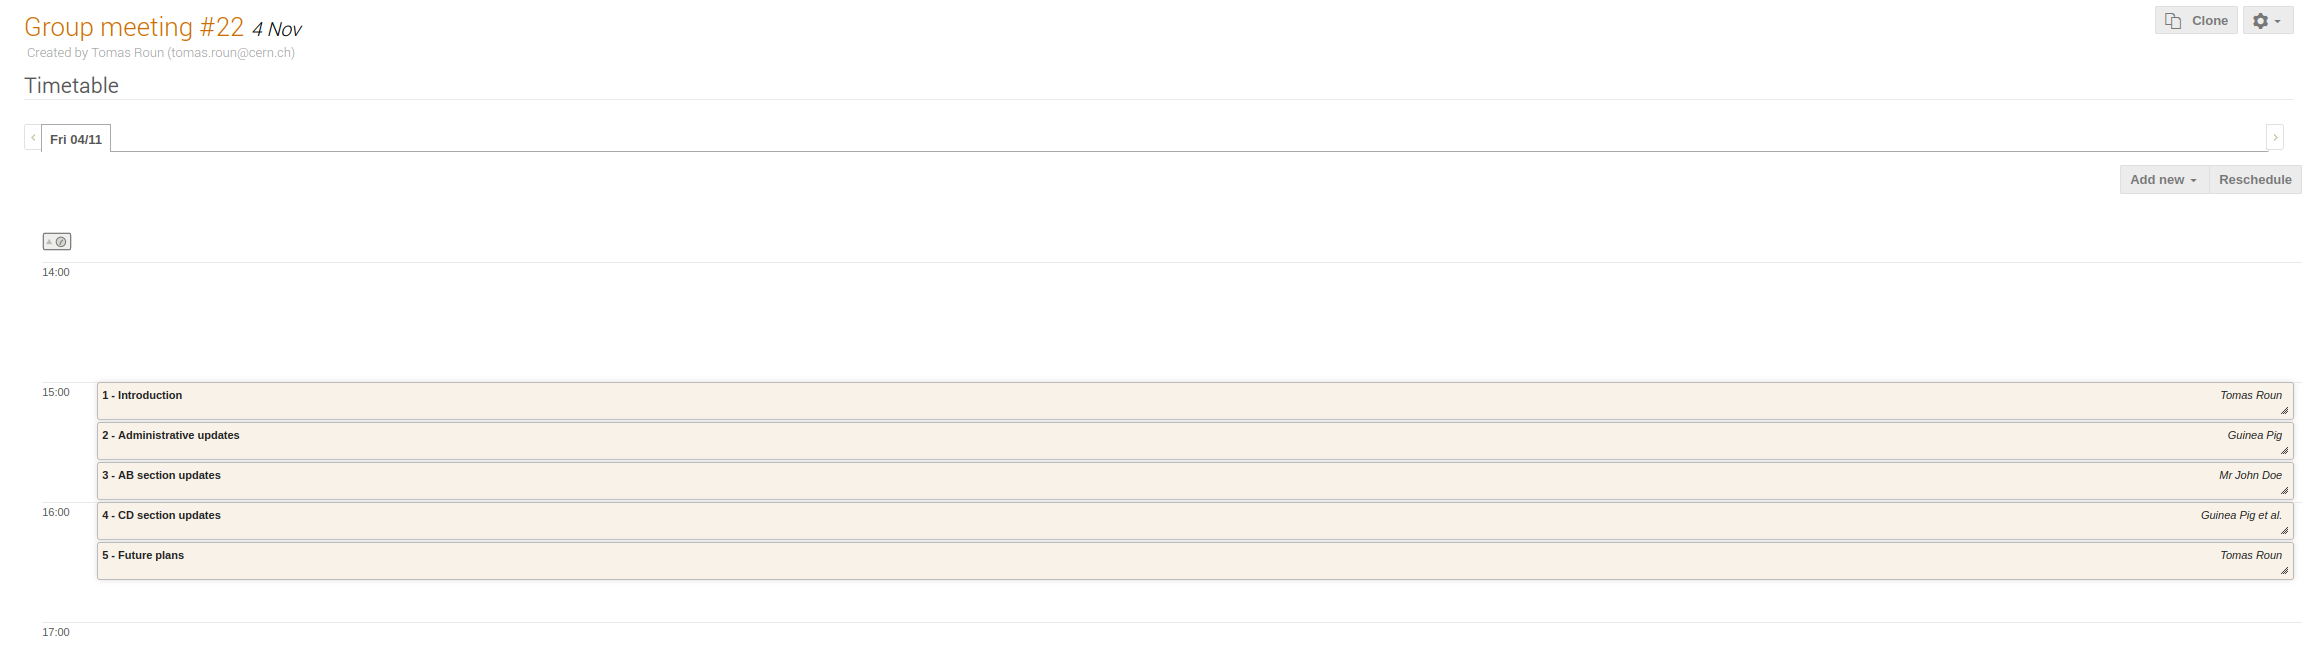 Group meeting #22 4 Nov
Clone
Created by Tomas Roun (tomas.roun@cern.ch)
Timetable
Fri 04/11
Add new Reschedule
14:00
15:00
1 - Introduction Tomas Roun
2 - Administrative updates Guinea Pig
3 - AB section updates Mr John Doe
16:00
4 - CD section updates Guinea Pig et al.
5 - Future plans Tomas Roun
17:00